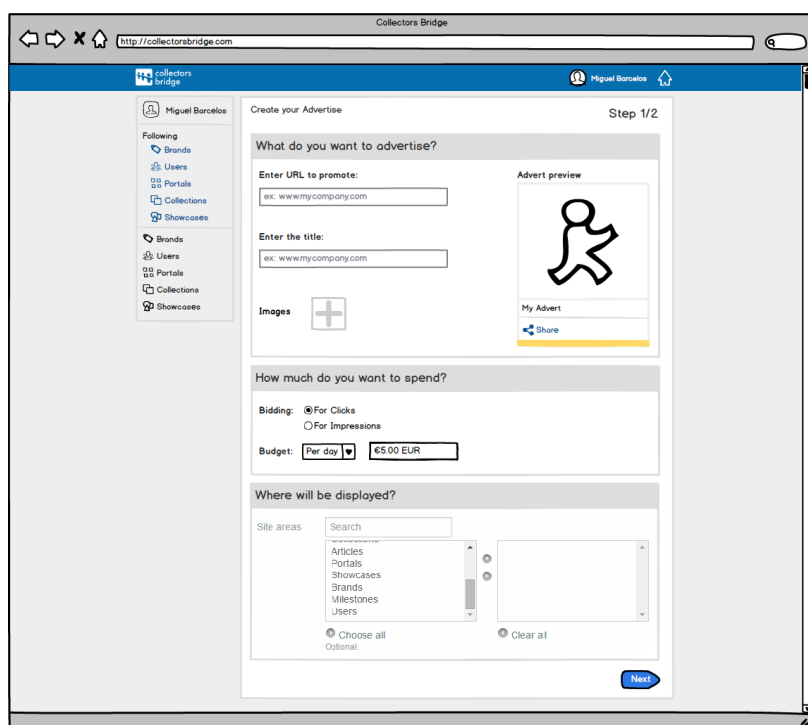 Collectors Bridge
http://collectorsbridge.com
collectors
bridge
Miguel Barcelos
Miguel Barcelos
Following
Brands
Users
Portals
Collections
Showcases
Brands
Users
Portals
Collections
Showcases
Create your Advertise
Step 1/2
What do you want to advertise?
Enter URL to promote:
ex: www.mycompany.com
Enter the title:
ex: www.mycompany.com
Images
Advert preview
My Advert
Share
How much do you want to spend?
Bidding: For Clicks
For Impressions
Budget: Per day €5.00 EUR
Where will be displayed?
Site areas Search
Collections
Articles
Portals
Showcases
Brands
Milestones
Users
Choose all Clear all
Optional.
Next